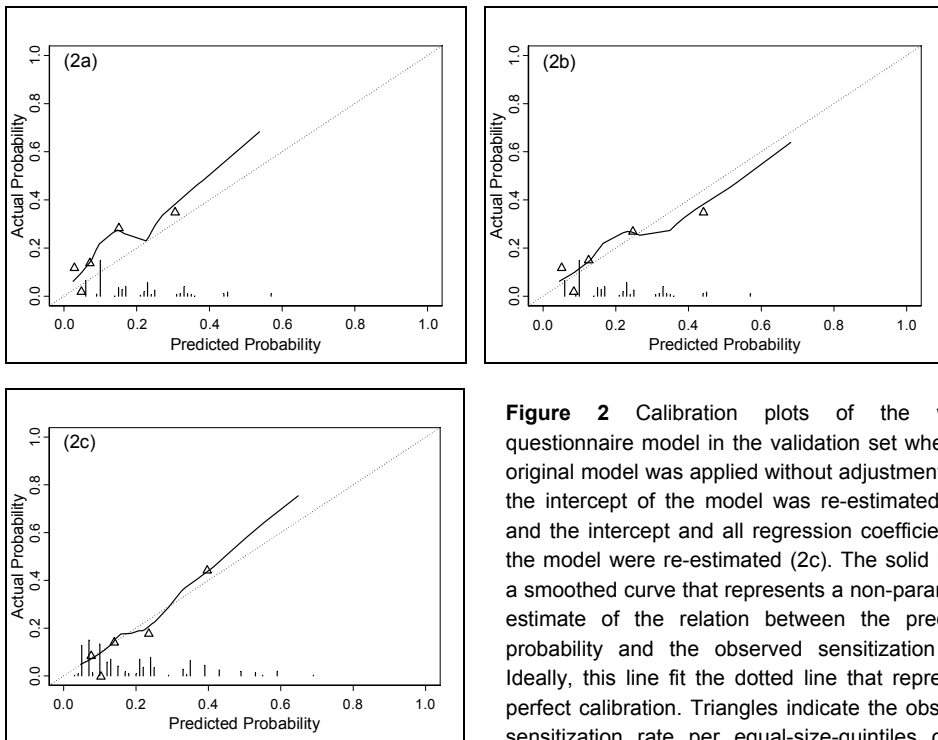 (2a)
1.0
0.8
0.6
0.4
0.2
0.0
Actual Probability
0.0 0.2 0.4 0.6 0.8 1.0
Predicted Probability
(2b)
1.0
0.8
0.6
0.4
0.2
0.0
Actual Probability
0.0 0.2 0.4 0.6 0.8 1.0
Predicted Probability
(2c)
1.0
0.8
0.6
0.4
0.2
0.0
Actual Probability
0.0 0.2 0.4 0.6 0.8 1.0
Predicted Probability
Figure 2 Calibration plots of the
questionnaire model in the validation set whe
original model was applied without adjustment
the intercept of the model was re-estimated
and the intercept and all regression coefficie
the model were re-estimated (2c). The solid
a smoothed curve that represents a non-para
estimate of the relation between the pre
probability and the observed sensitization
Ideally, this line fit the dotted line that repre
perfect calibration. Triangles indicate the obs
sensitization rate per equal-size-quintiles